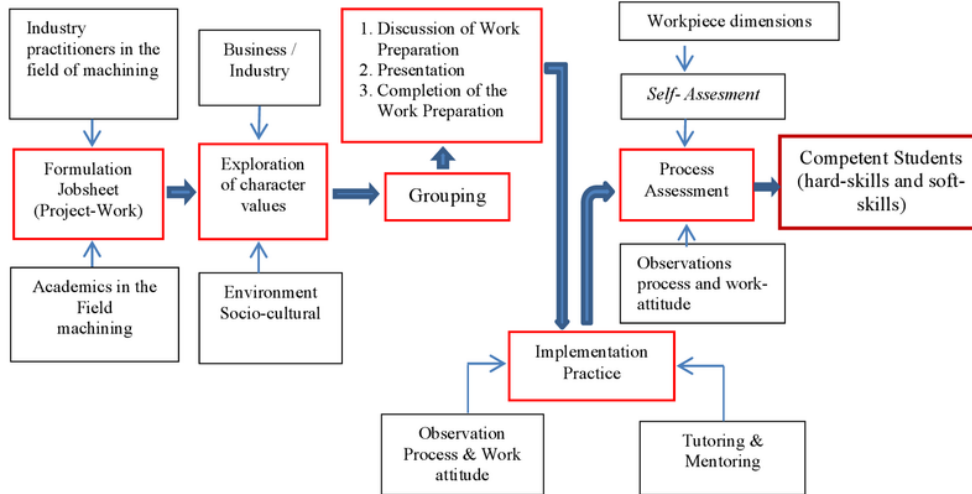 Industry
practitioners in the
field of machining
Business /
Industry
1. Discussion of Work
Preparation
2. Presentation
3. Completion of the
Work Preparation
Workpiece dimensions
Self- Assesment
Formulation
Jobsheet
(Project-Work)
Exploration
of character
values
Grouping
Process
Assessment
Competent Students
(hard-skills and soft-
skills)
Academics in the
Field
machining
Environment
Socio-cultural
Observations
process and work-
attitude
Implementation
Practice
Observation
Process & Work
attitude
Tutoring &
Mentoring